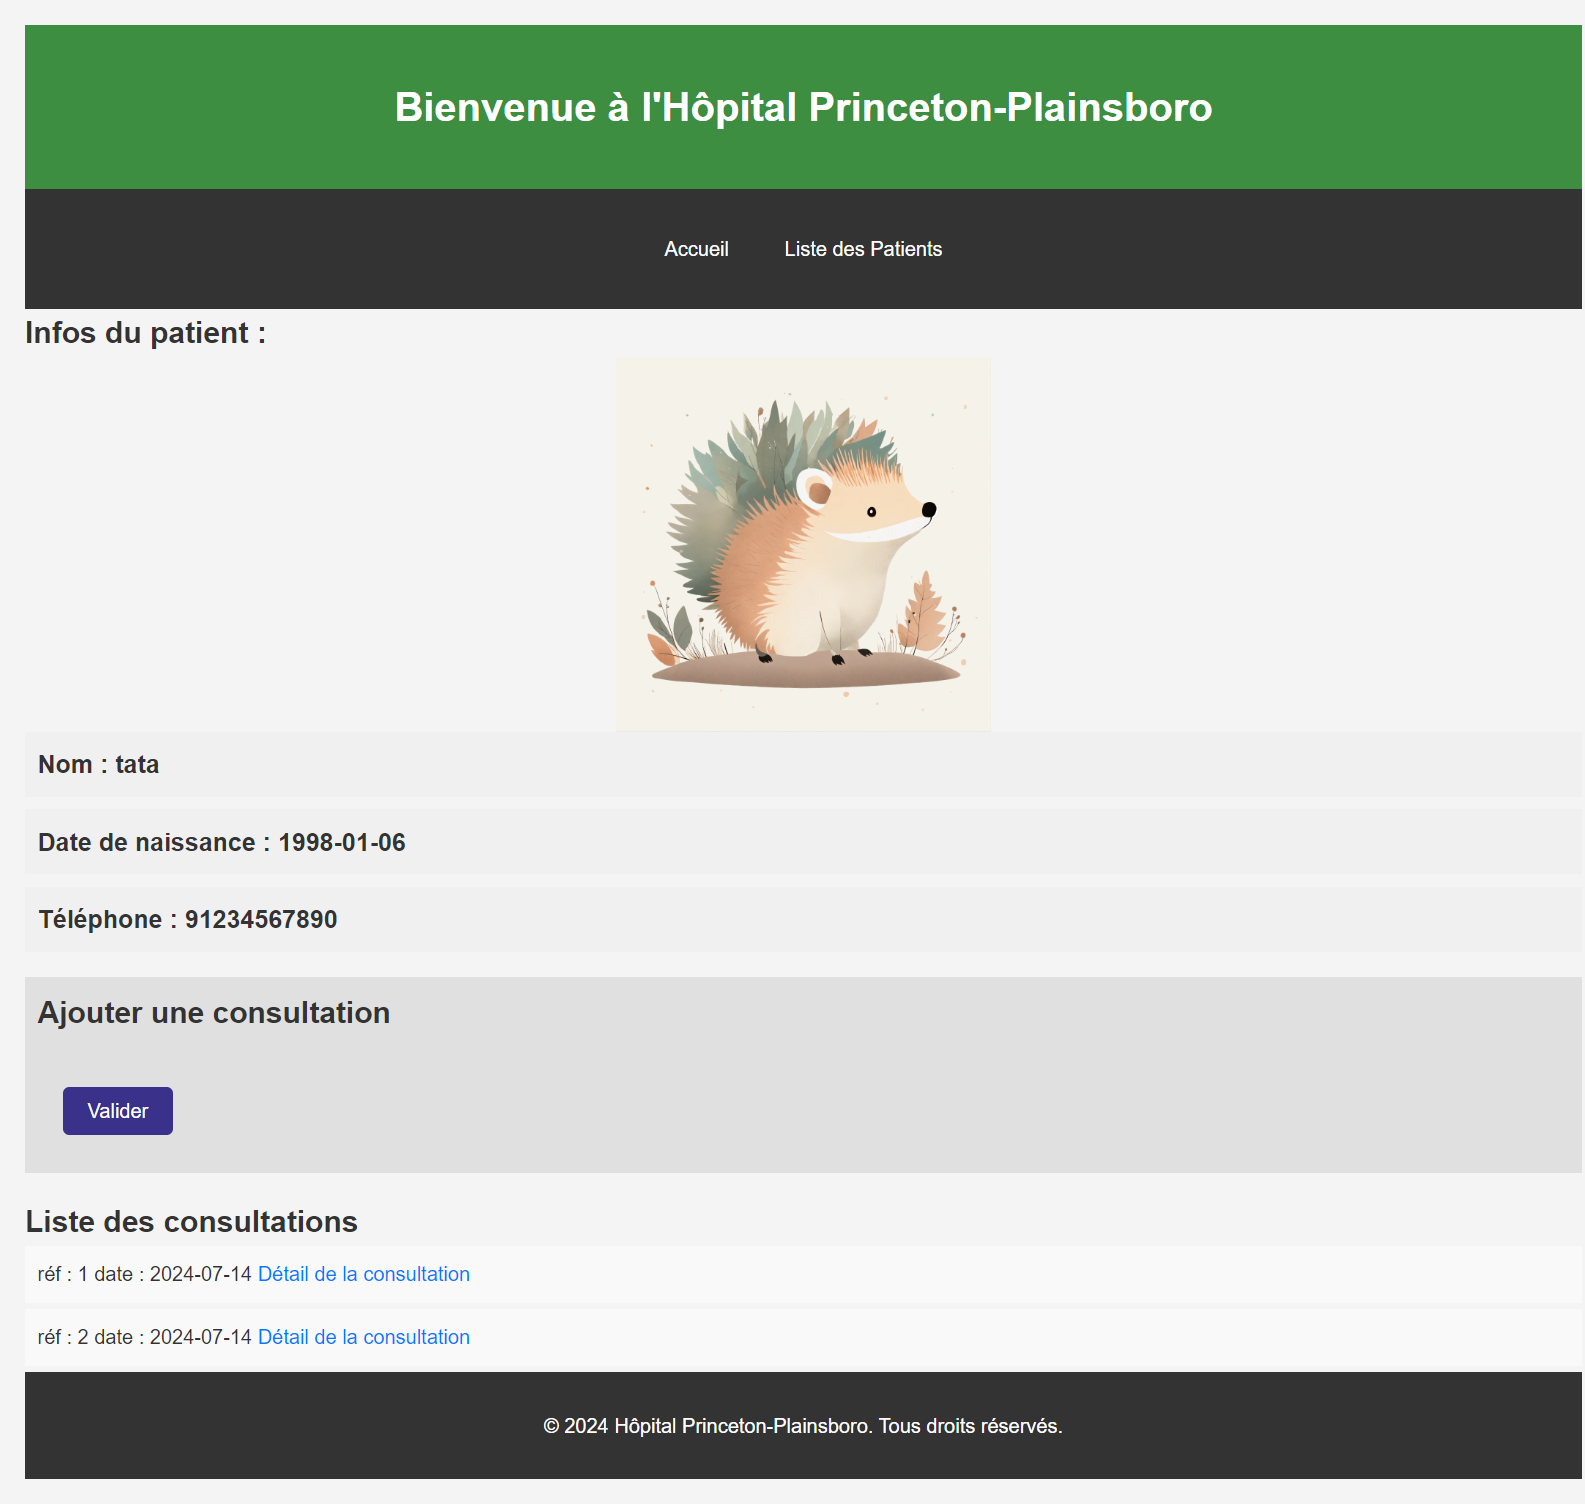 Bienvenue à l'Hôpital Princeton-Plainsboro
Accueil Liste des Patients
Infos du patient :
Nom : tata
Date de naissance : 1998-01-06
Téléphone : 91234567890
Ajouter une consultation
Valider
Liste des consultations
réf : 1 date : 2024-07-14 Détail de la consultation
réf : 2 date : 2024-07-14 Détail de la consultation
© 2024 Hôpital Princeton-Plainsboro. Tous droits réservés.